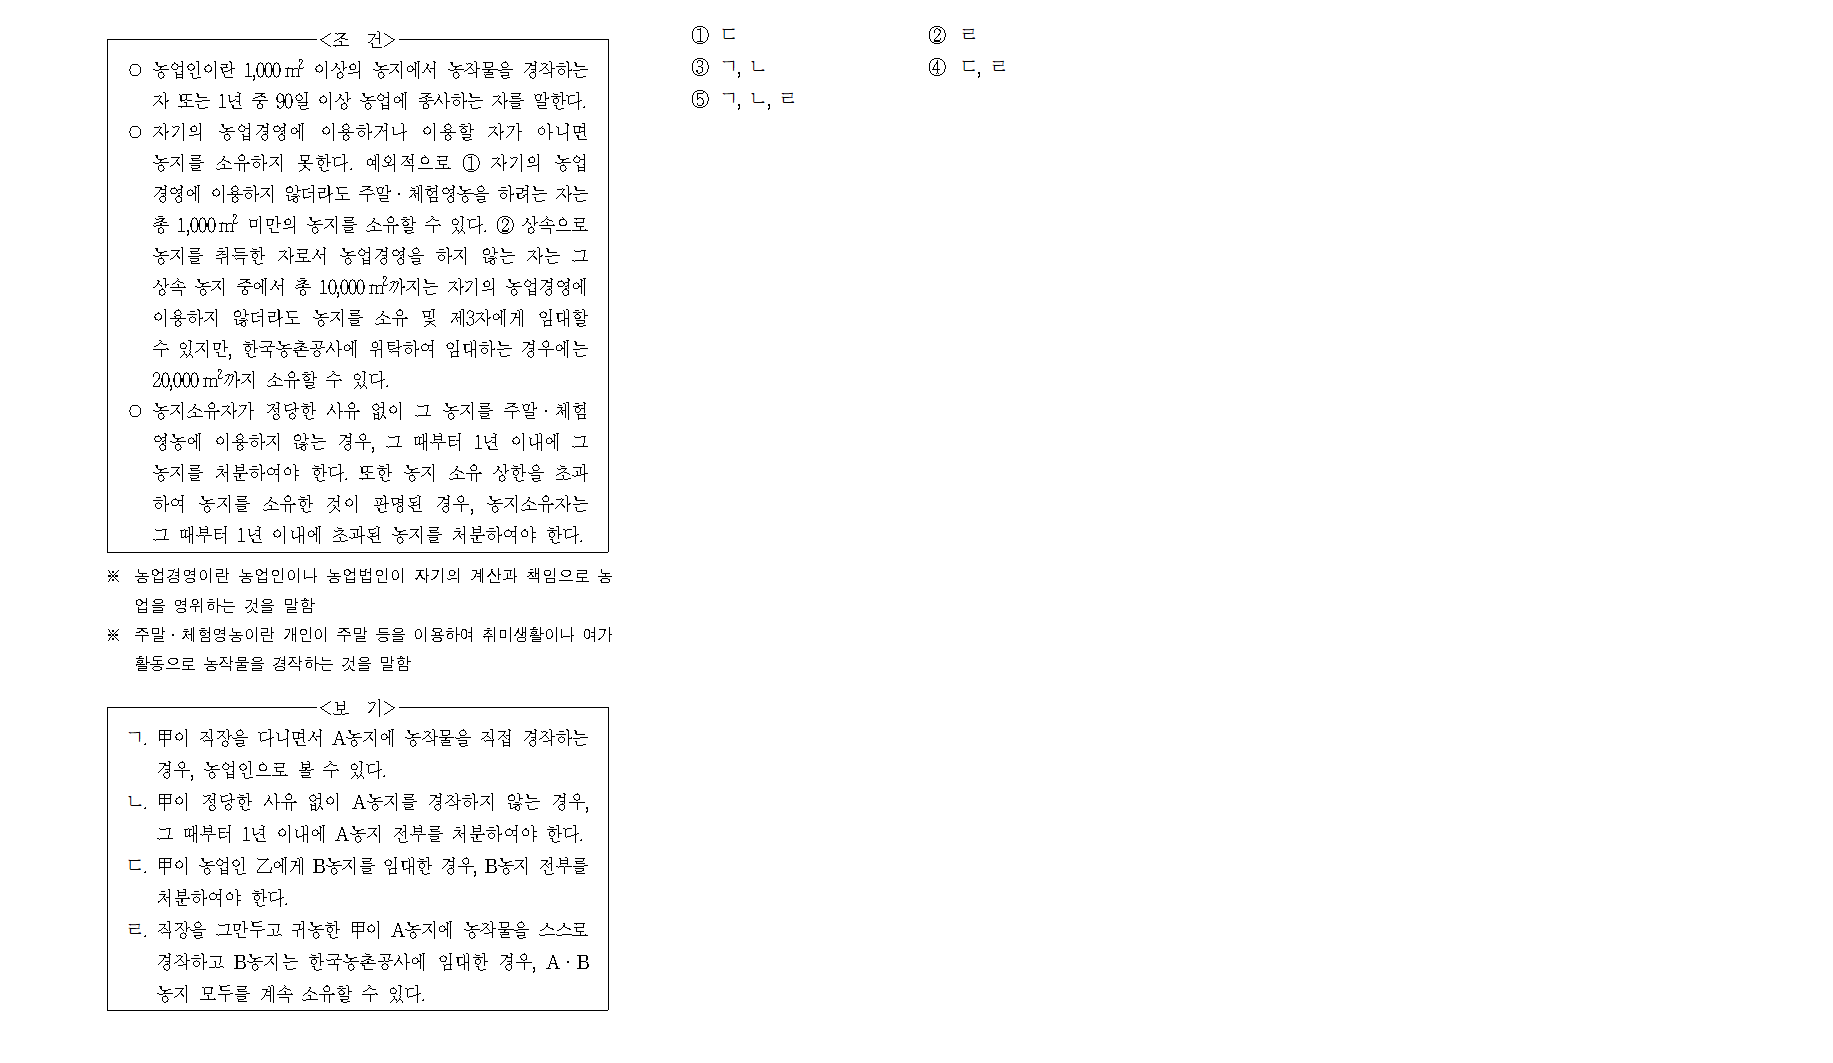 <조 건>
○ 농업인이란 1,000㎡ 이상의 농지에서 농작물을 경작하는
자 또는 1년 중 90일 이상 농업에 종사하는 자를 말한다.
○ 자기의 농업경영에 이용하거나 이용할 자가 아니면
농지를 소유하지 못한다. 예외적으로 ① 자기의 농업
경영에 이용하지 않더라도 주말·체험영농을 하려는 자는
총 1,000㎡ 미만의 농지를 소유할 수 있다. ② 상속으로
농지를 취득한 자로서 농업경영을 하지 않는 자는 그
상속 농지 중에서 총 10,000㎡까지는 자기의 농업경영에
이용하지 않더라도 농지를 소유 및 제3자에게 임대할
수 있지만, 한국농촌공사에 위탁하여 임대하는 경우에는
20,000㎡까지 소유할 수 있다.
○ 농지소유자가 정당한 사유 없이 그 농지를 주말·체험
영농에 이용하지 않는 경우, 그 때부터 1년 이내에 그
농지를 처분하여야 한다. 또한 농지 소유 상한을 초과
하여 농지를 소유한 것이 판명된 경우, 농지소유자는
그 때부터 1년 이내에 초과된 농지를 처분하여야 한다.
※ 농업경영이란 농업인이나 농업법인이 자기의 계산과 책임으로 농
업을 영위하는 것을 말함
※ 주말·체험영농이란 개인이 주말 등을 이용하여 취미생활이나 여가
활동으로 농작물을 경작하는 것을 말함
<보 기>
ㄱ. 甲이 직장을 다니면서 A농지에 농작물을 직접 경작하는
경우, 농업인으로 볼 수 있다.
ㄴ. 甲이 정당한 사유 없이 A농지를 경작하지 않는 경우,
그 때부터 1년 이내에 A농지 전부를 처분하여야 한다.
ㄷ. 甲이 농업인 乙에게 B농지를 임대한 경우, B농지 전부를
처분하여야 한다.
ㄹ. 직장을 그만두고 귀농한 甲이 A농지에 농작물을 스스로
경작하고 B농지는 한국농촌공사에 임대한 경우, A·B
농지 모두를 계속 소유할 수 있다.
① ㄷ ② ㄹ
③ ㄱ, ㄴ ④ ㄷ, ㄹ
⑤ ㄱ, ㄴ, ㄹ